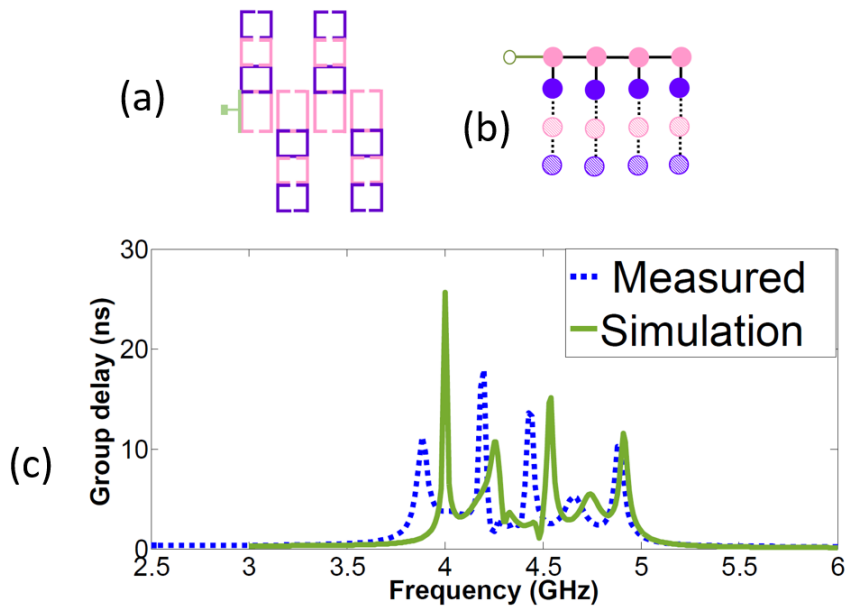 (a)
(b)
(c)
Group delay (ns)
30
20
10
0
Measured
Simulation
2.5 3 3.5 4 4.5 5 5.5 6
Frequency (GHz)